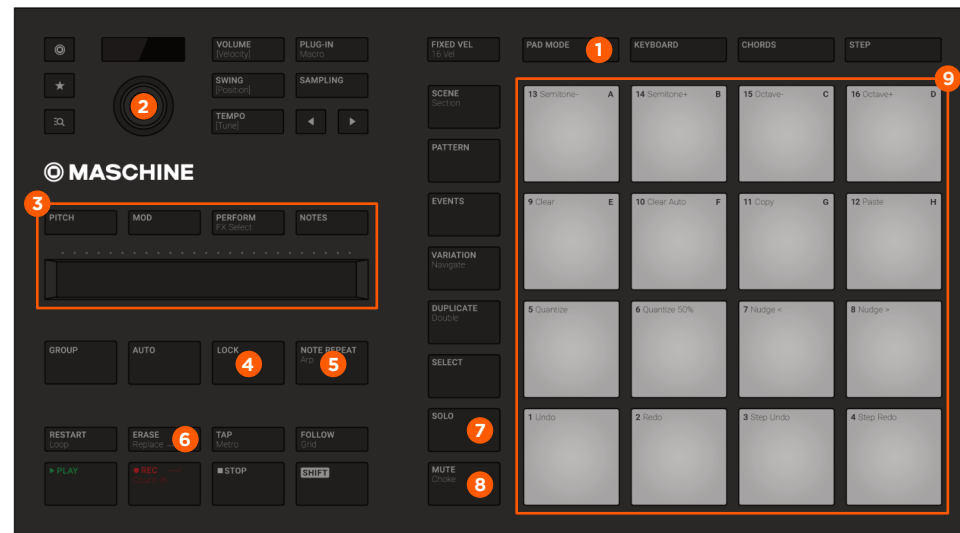 VOLUME
[Velocity]
PLUG-IN
Macro
FIXED VEL
16 Vel
PAD MODE
1
KEYBOARD
CHORDS
STEP
SWING
[Position]
SAMPLING
2
9
TEMPO
[Tune]
SCENE
Section
13 Semitone- A
14 Semitone+ B
15 Octave- C
16 Octave+ D
MASCHINE
PATTERN
3
PITCH
MOD
PERFORM
FX Select
NOTES
EVENTS
9 Clear E
10 Clear Auto F
11 Copy G
12 Paste H
VARIATION
Navigate
DUPLICATE
Double
5 Quantize
6 Quantize 50%
7 Nudge <
8 Nudge >
GROUP
AUTO
LOCK
4
NOTE REPEAT
Arp
5
SELECT
SOLO
7
1 Undo
2 Redo
3 Step Undo
4 Step Redo
RESTART
Loop
ERASE
Replace
6
TAP
Metro
FOLLOW
Grid
PLAY
REC
Count-In
STOP
SHIFT
MUTE
Choke
8